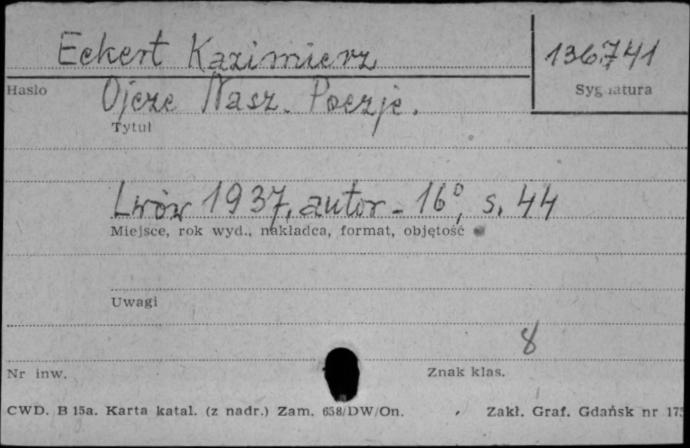 Eckert Kazimierz 136.741
Hasło Sygnatura
Ojcze Nasz. Poezje.
Tytuł
Lwów 1937, autor - 16°, s. 44
Miejsce, rok wyd., nakładca, format, objętość
Uwagi
8
Nr inw. Znak klas.
CWD. B 15a. Karta katal. (z nadr.) Zam. 658/DW/On. Zakł. Graf. Gdańsk nr